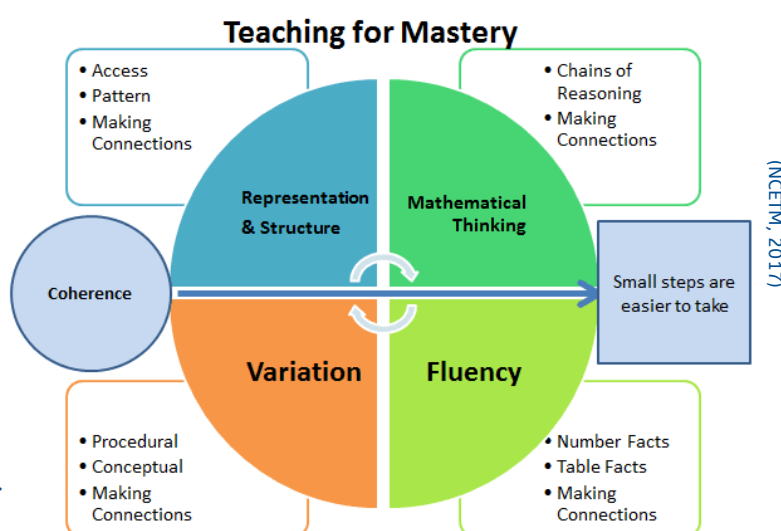 Teaching for Mastery
• Access
• Pattern
• Making
Connections
• Chains of
Reasoning
• Making
Connections
(NCETM, 2017)
Representation
& Structure
Mathematical
Thinking
Coherence
Small steps are
easier to take
Variation
Fluency
• Procedural
• Conceptual
• Making
Connections
• Number Facts
• Table Facts
• Making
Connections